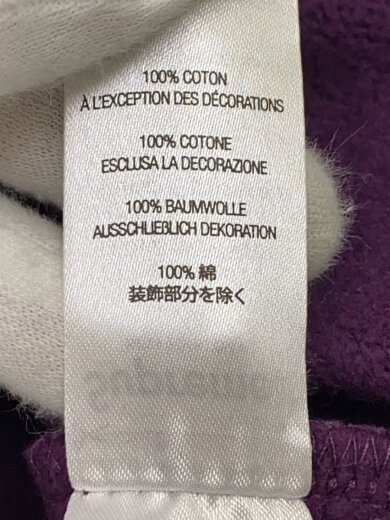 100% COTON
À L'EXCEPTION DES DÉCORATIONS
100% COTONE
ESCLUSA LA DECORAZIONE
100% BAUMWOLLE
AUSSCHLIEBLICH DEKORATION
100% 綿
装飾部分を除く